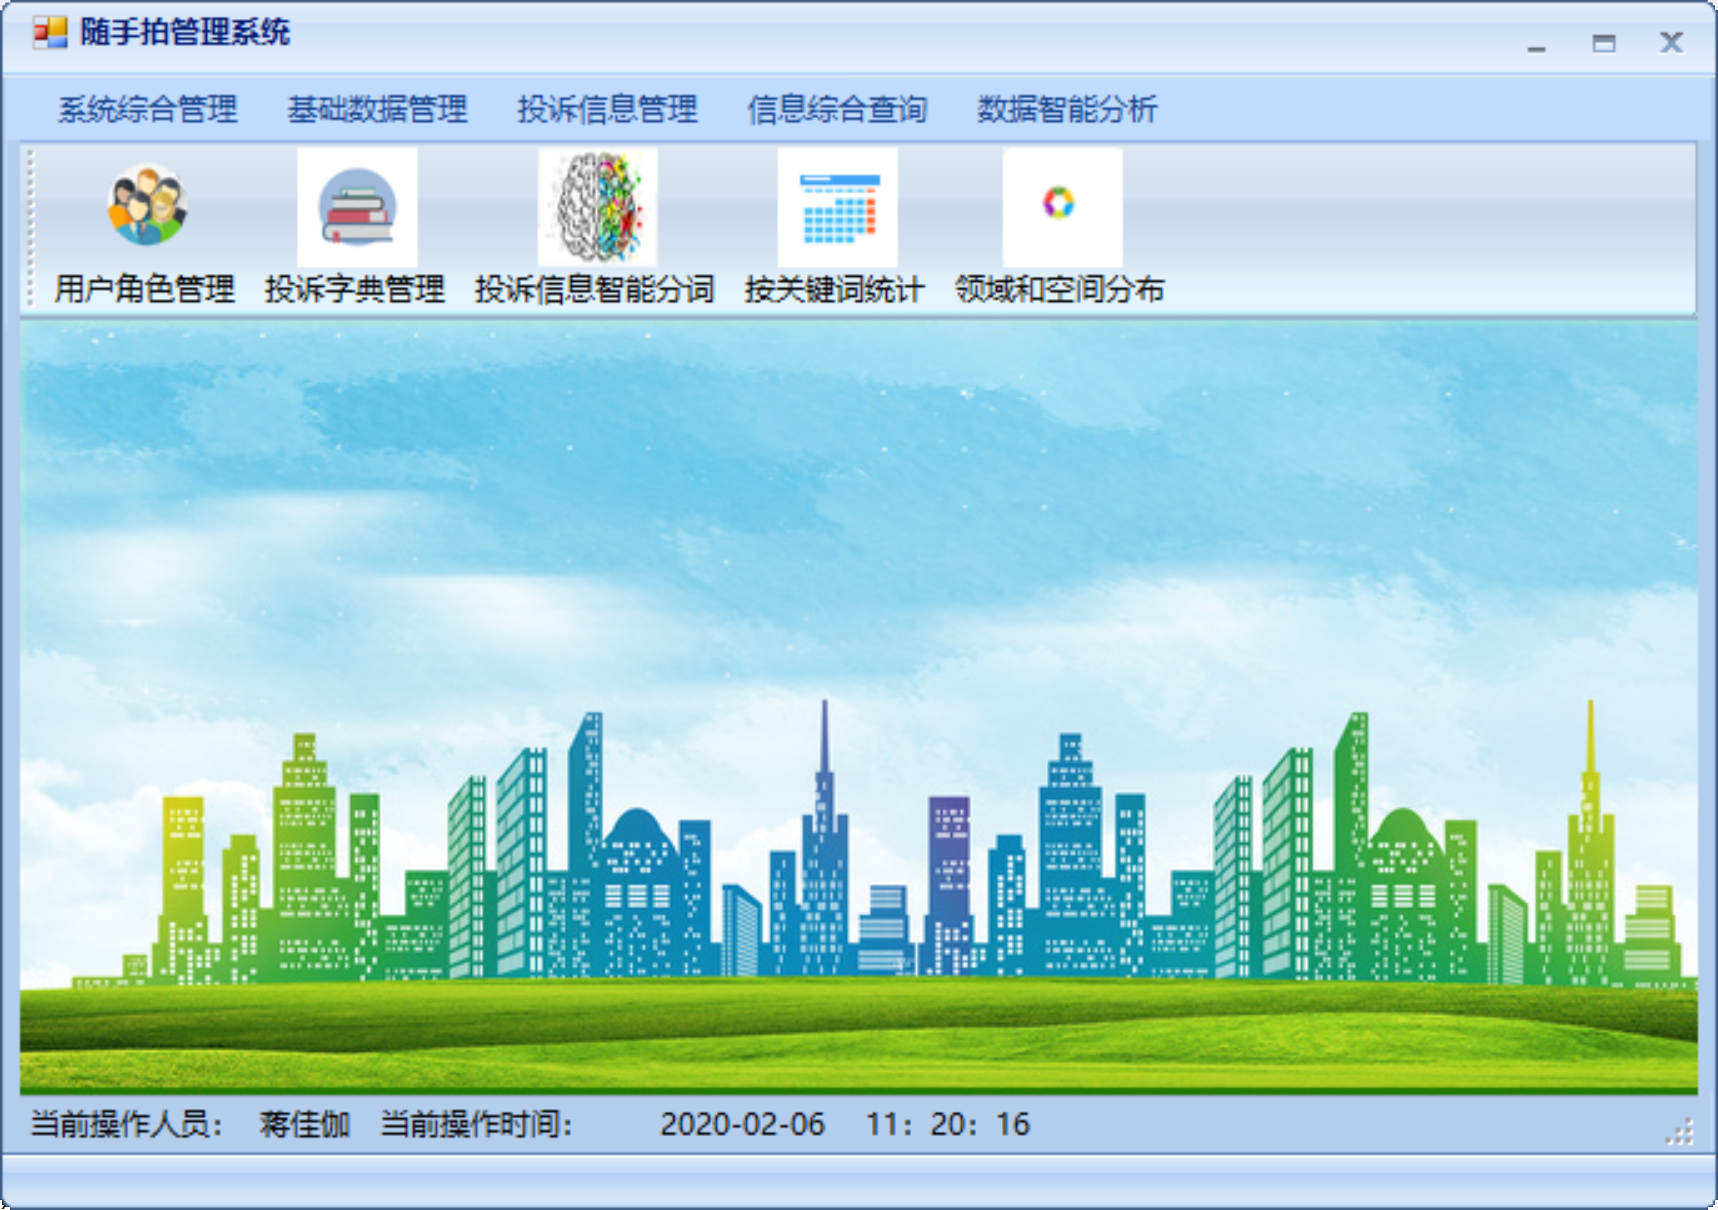 随手拍管理系统
系统综合管理 基础数据管理 投诉信息管理 信息综合查询 数据智能分析
用户角色管理 投诉字典管理 投诉信息智能分词 按关键词统计 领域和空间分布
当前操作人员： 蒋佳伽 当前操作时间： 2020-02-06 11：20：16